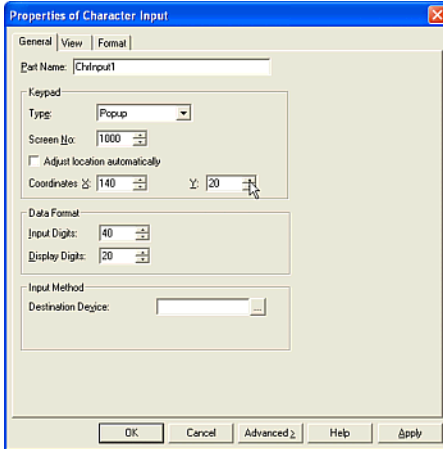 Properties of Character Input
General View Format
Part Name: ChrInput1
Keypad
Type: Popup
Screen No: 1000
Adjust location automatically
Coordinates X: 140 Y: 20
Data Format
Input Digits: 40
Display Digits: 20
Input Method
Destination Device: ...
OK Cancel Advanced > Help Apply